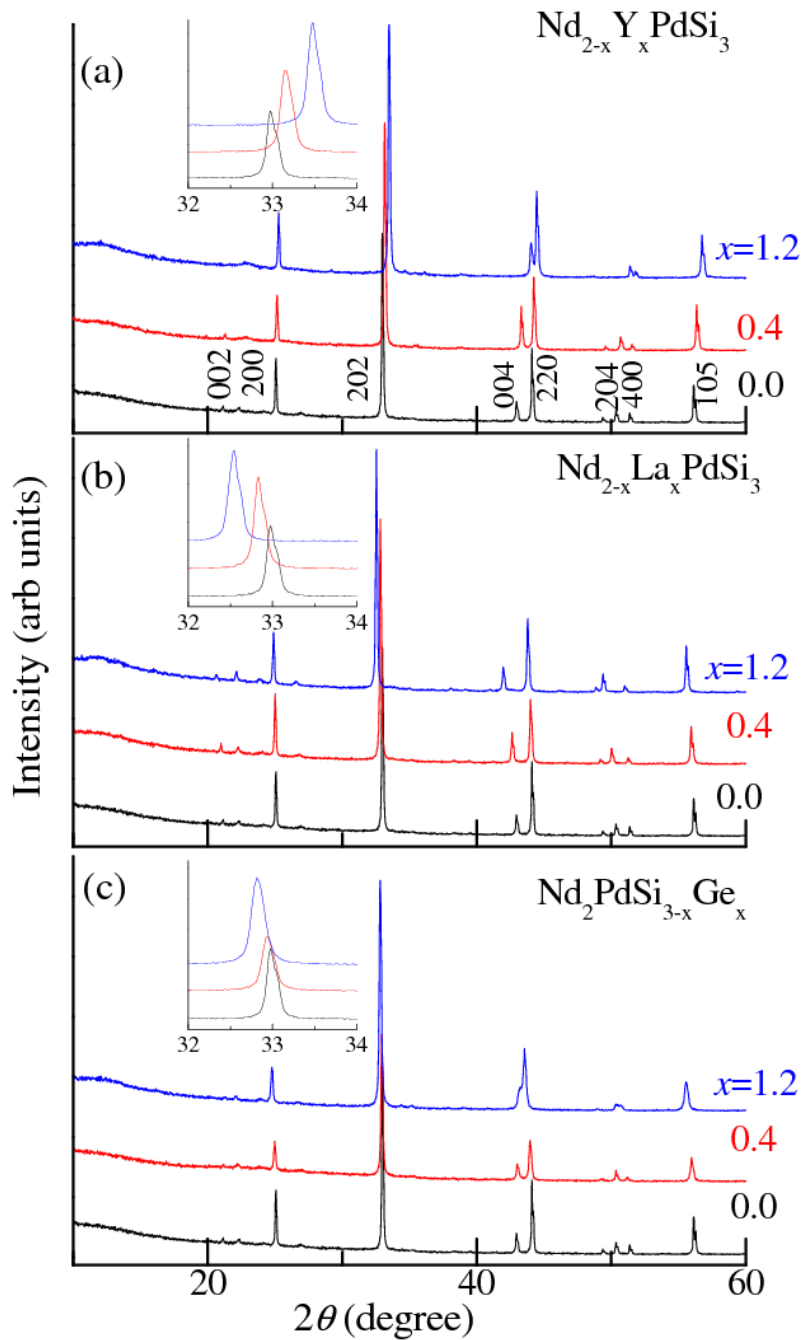 (a)
Nd₂₋ₓYₓPdSi₃
32 33 34
x=1.2
0.4
0.0
002 200 202 004 220 204 400 105
(b)
Nd₂₋ₓLaₓPdSi₃
32 33 34
x=1.2
0.4
0.0
(c)
Nd₂PdSi₃₋ₓGeₓ
32 33 34
x=1.2
0.4
0.0
Intensity (arb units)
20 40 60
2θ (degree)